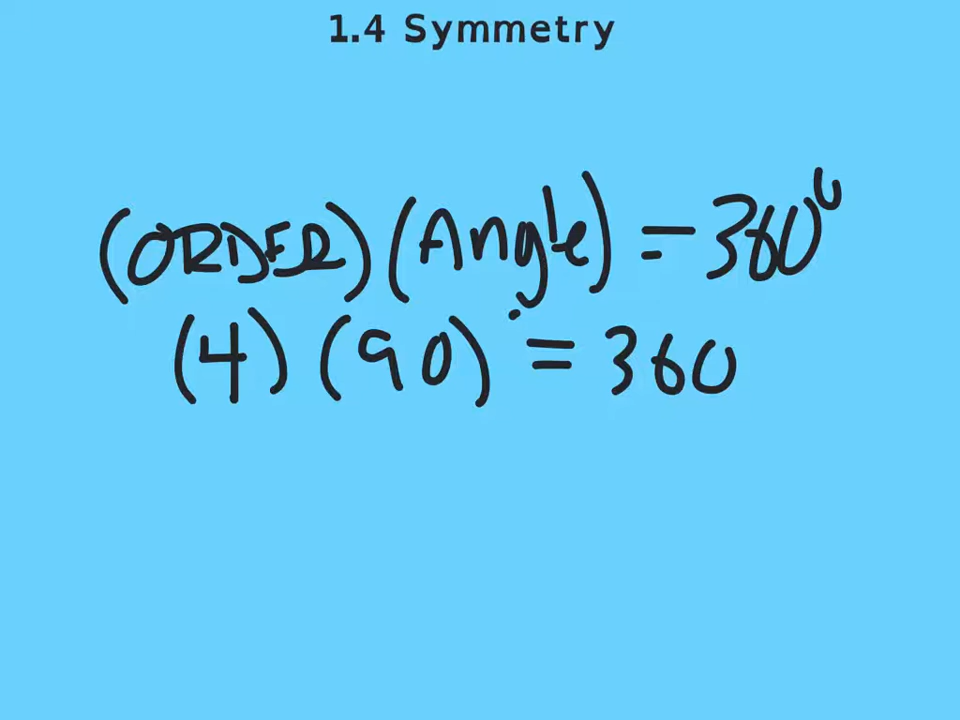 1.4 Symmetry
(ORDER) (Angle) = 360°
(4) (90) = 360